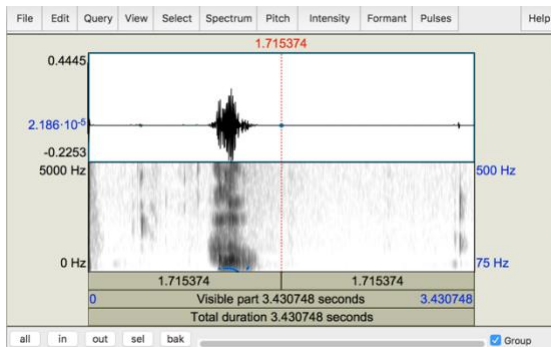 File Edit Query View Select Spectrum Pitch Intensity Formant Pulses Help
1.715374
0.4445
2.186·10-5
-0.2253
5000 Hz 500 Hz
0 Hz 75 Hz
1.715374 1.715374
0 Visible part 3.430748 seconds 3.430748
Total duration 3.430748 seconds
all in out sel bak Group